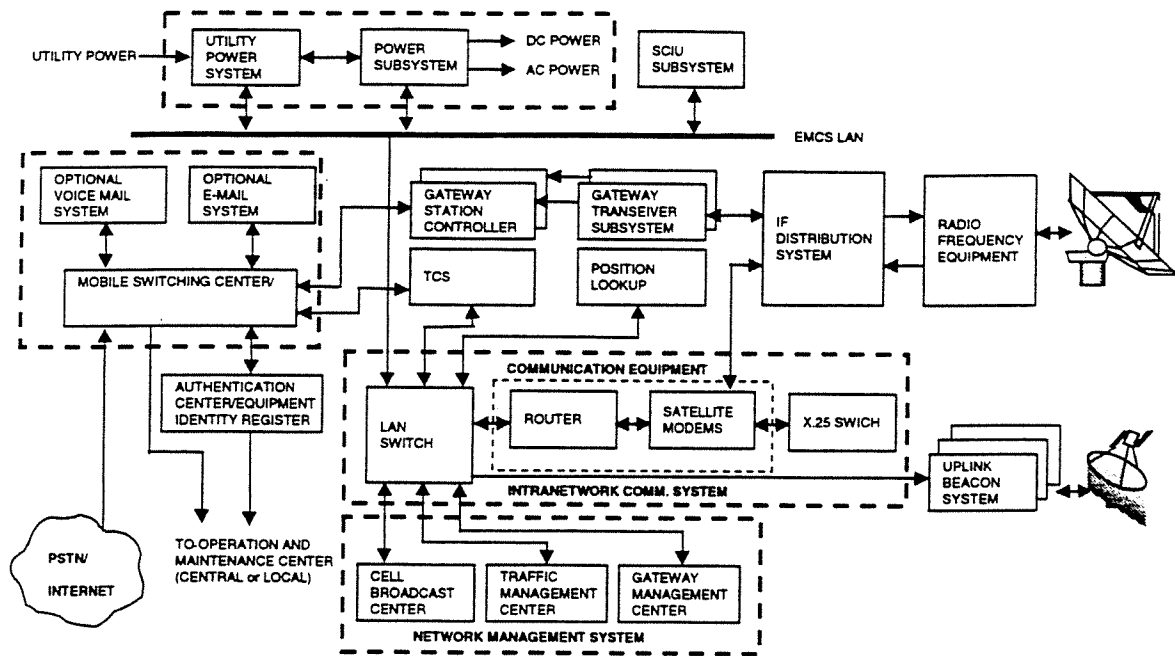 UTILITY POWER
UTILITY
POWER
SYSTEM
POWER
SUBSYSTEM
DC POWER
AC POWER
SCIU
SUBSYSTEM
EMCS LAN
OPTIONAL
VOICE MAIL
SYSTEM
OPTIONAL
E-MAIL
SYSTEM
GATEWAY
STATION
CONTROLLER
GATEWAY
TRANSEIVER
SUBSYSTEM
IF
DISTRIBUTION
SYSTEM
RADIO
FREQUENCY
EQUIPMENT
MOBILE SWITCHING CENTER/
TCS
POSITION
LOOKUP
COMMUNICATION EQUIPMENT
AUTHENTICATION
CENTER/EQUIPMENT
IDENTITY REGISTER
LAN
SWITCH
ROUTER
SATELLITE
MODEMS
X.25 SWICH
INTRANETWORK COMM. SYSTEM
UPLINK
BEACON
SYSTEM
PSTN/
INTERNET
TO-OPERATION AND
MAINTENANCE CENTER
(CENTRAL or LOCAL)
CELL
BROADCAST
CENTER
TRAFFIC
MANAGEMENT
CENTER
GATEWAY
MANAGEMENT
CENTER
NETWORK MANAGEMENT SYSTEM